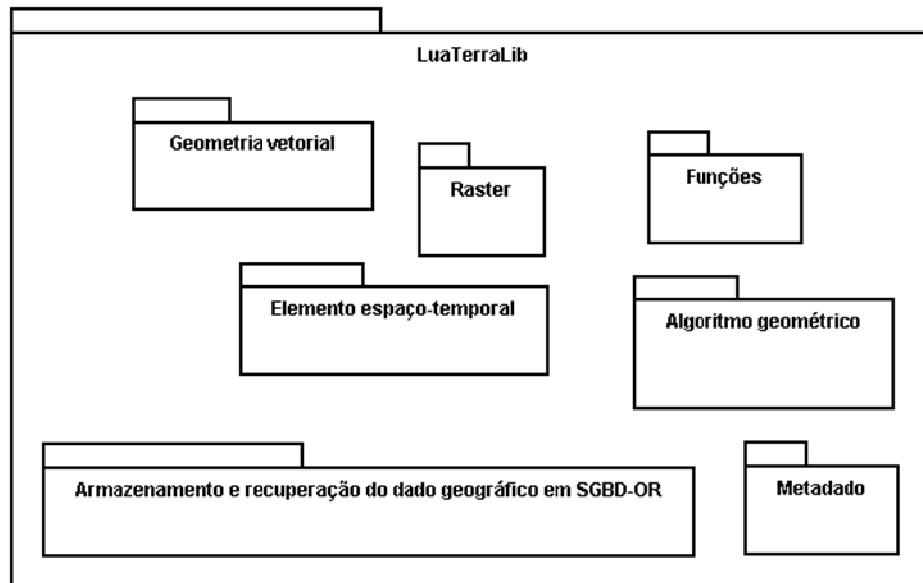 LuaTerraLib
Geometria vetorial
Raster
Funções
Elemento espaço-temporal
Algoritmo geométrico
Armazenamento e recuperação do dado geográfico em SGBD-OR
Metadado